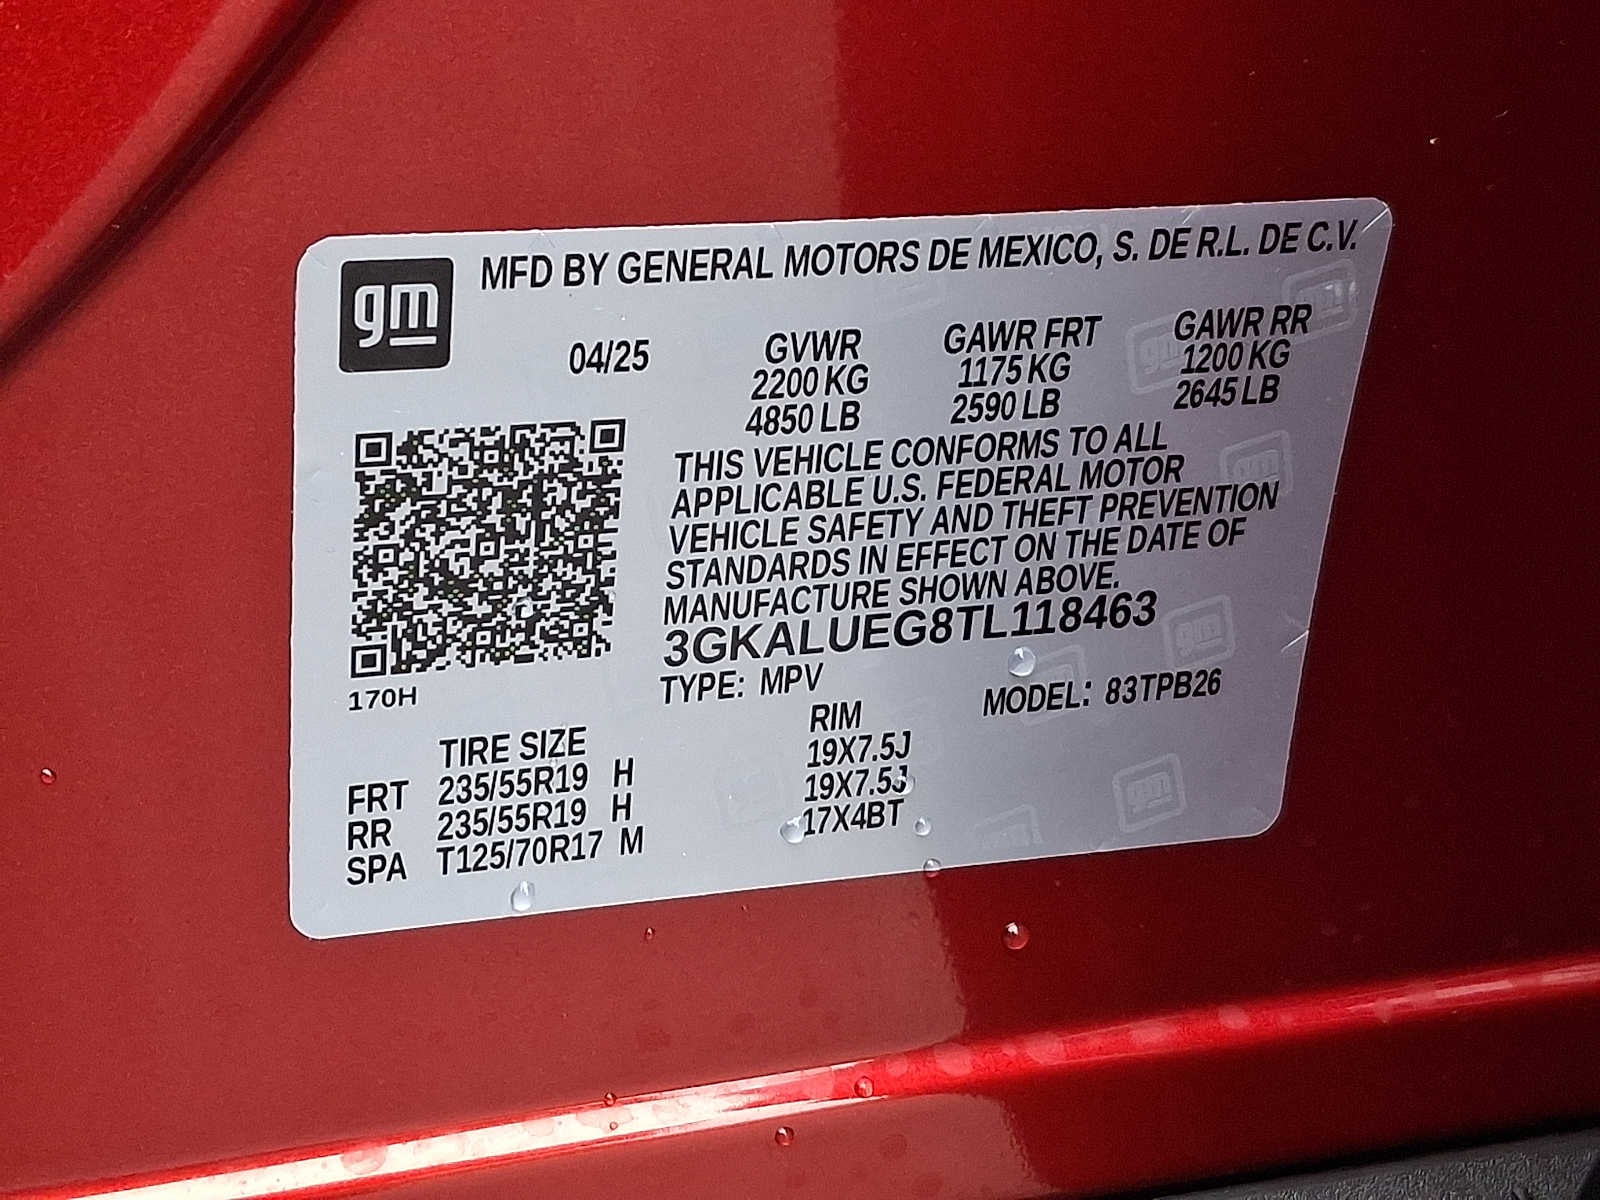 gm
MFD BY GENERAL MOTORS DE MEXICO, S. DE R.L. DE C.V.
04/25 GVWR GAWR FRT GAWR RR
2200 KG 1175 KG 1200 KG
4850 LB 2590 LB 2645 LB
THIS VEHICLE CONFORMS TO ALL
APPLICABLE U.S. FEDERAL MOTOR
VEHICLE SAFETY AND THEFT PREVENTION
STANDARDS IN EFFECT ON THE DATE OF
MANUFACTURE SHOWN ABOVE.
3GKALUEG8TL118463
170H
TYPE: MPV MODEL: 83TPB26
TIRE SIZE RIM
FRT 235/55R19 H 19X7.5J
RR 235/55R19 H 19X7.5J
SPA T125/70R17 M 17X4BT